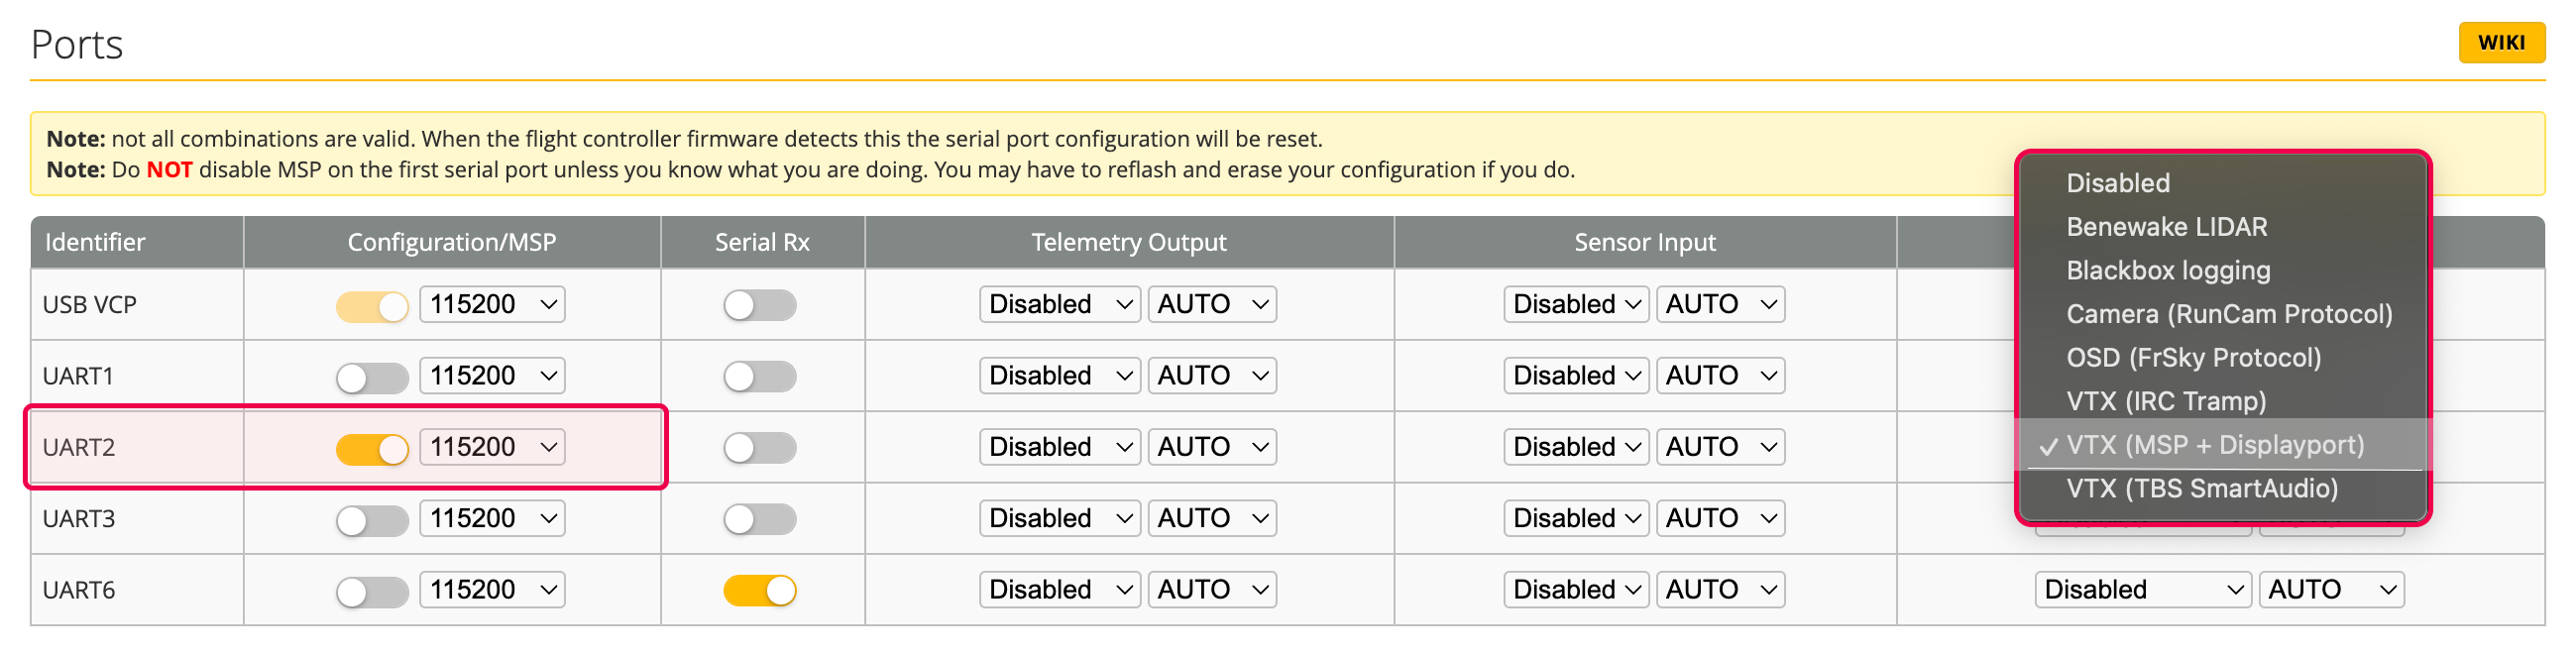 Ports
WIKI
Note: not all combinations are valid. When the flight controller firmware detects this the serial port configuration will be reset.
Note: Do NOT disable MSP on the first serial port unless you know what you are doing. You may have to reflash and erase your configuration if you do.
Identifier Configuration/MSP Serial Rx Telemetry Output Sensor Input
USB VCP 115200 Disabled AUTO Disabled AUTO
UART1 115200 Disabled AUTO Disabled AUTO
UART2 115200 Disabled AUTO Disabled AUTO
UART3 115200 Disabled AUTO Disabled AUTO
UART6 115200 Disabled AUTO Disabled AUTO Disabled AUTO
Disabled
Benewake LIDAR
Blackbox logging
Camera (RunCam Protocol)
OSD (FrSky Protocol)
VTX (IRC Tramp)
✓ VTX (MSP + Displayport)
VTX (TBS SmartAudio)